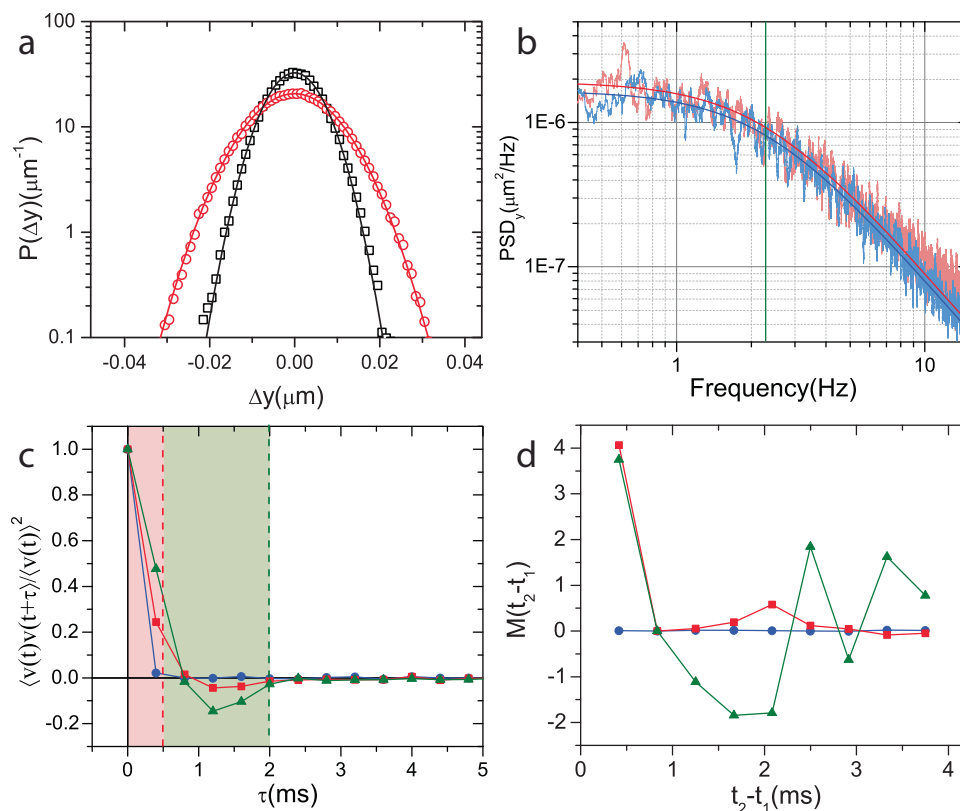 a
100
10
1
0.1
P(Δy)(μm⁻¹)
-0.04
-0.02
0.00
0.02
0.04
Δy(μm)
b
1E-6
1E-7
PSD_y(μm²/Hz)
1
10
Frequency(Hz)
c
1.0
0.8
0.6
0.4
0.2
0.0
-0.2
⟨v(t)v(t+τ⟩/⟨v(t)⟩²
0
1
2
3
4
5
τ(ms)
d
4
3
2
1
0
-1
-2
M(t₂-t₁)
0
1
2
3
4
t₂-t₁(ms)